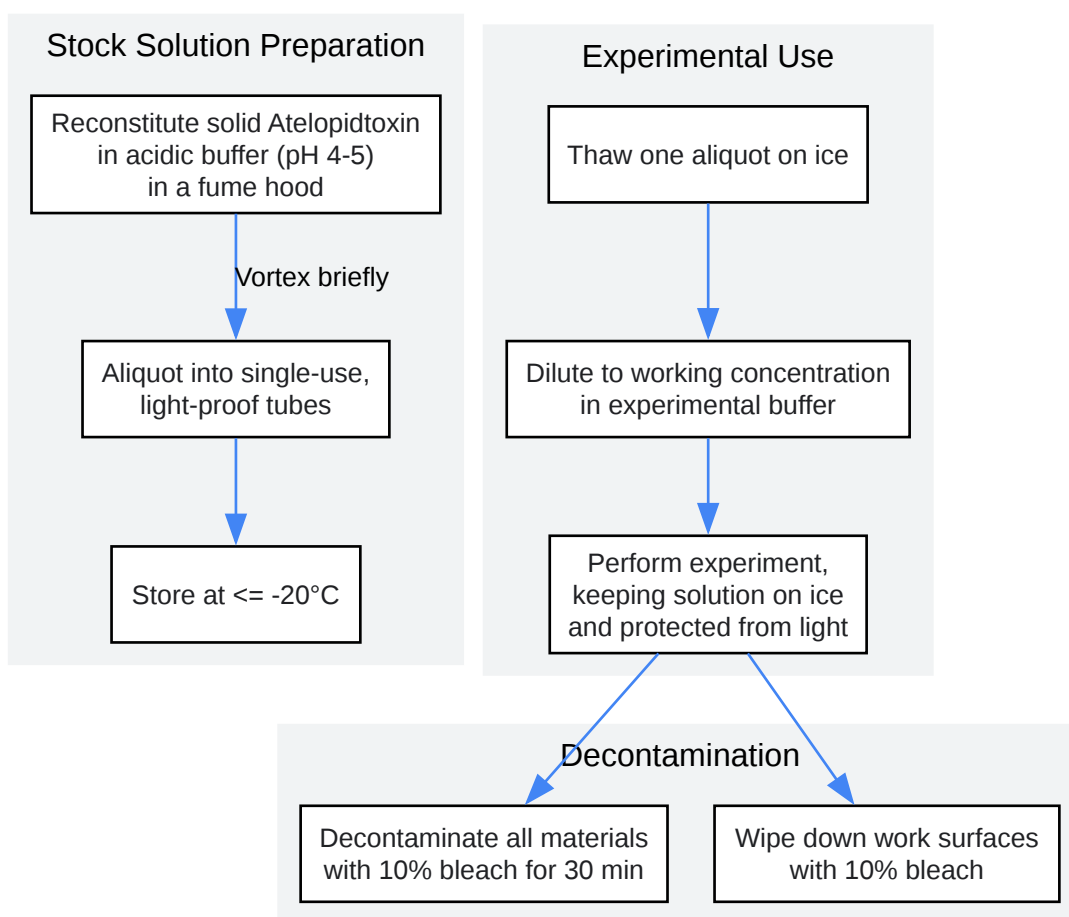 Stock Solution Preparation
Reconstitute solid Atelopidtoxin
in acidic buffer (pH 4-5)
in a fume hood
Vortex briefly
Aliquot into single-use,
light-proof tubes
Store at <= -20°C
Experimental Use
Thaw one aliquot on ice
Dilute to working concentration
in experimental buffer
Perform experiment,
keeping solution on ice
and protected from light
Decontamination
Decontaminate all materials
with 10% bleach for 30 min
Wipe down work surfaces
with 10% bleach